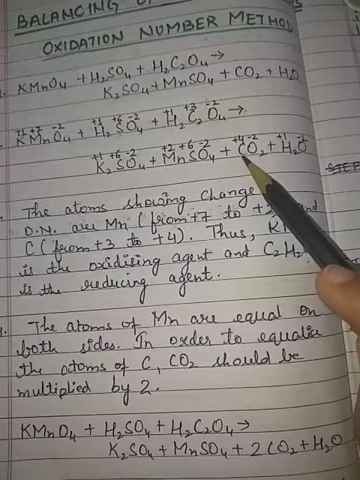 BALANCING OF
OXIDATION NUMBER METHOD
KMnO4 + H2SO4 + H2C2O4 →
K2SO4 + MnSO4 + CO2 + H2O
+1 +7 -2 +1 +6 -2 +1 +3 -2
KMnO4 + H2SO4 + H2C2O4 →
+1 +6 -2 +2 +6 -2 +4 -2 +1 -2
K2SO4 + MnSO4 + CO2 + H2O
The atoms showing change
O.N. are Mn (from +7 to +2) and
C (from +3 to +4). Thus,
is the oxidising agent and C2H2
is the reducing agent.
The atoms of Mn are equal on
both sides. In order to equalise
the atoms of C, CO2 should be
multiplied by 2.
KMnO4 + H2SO4 + H2C2O4 →
K2SO4 + MnSO4 + 2CO2 + H2O